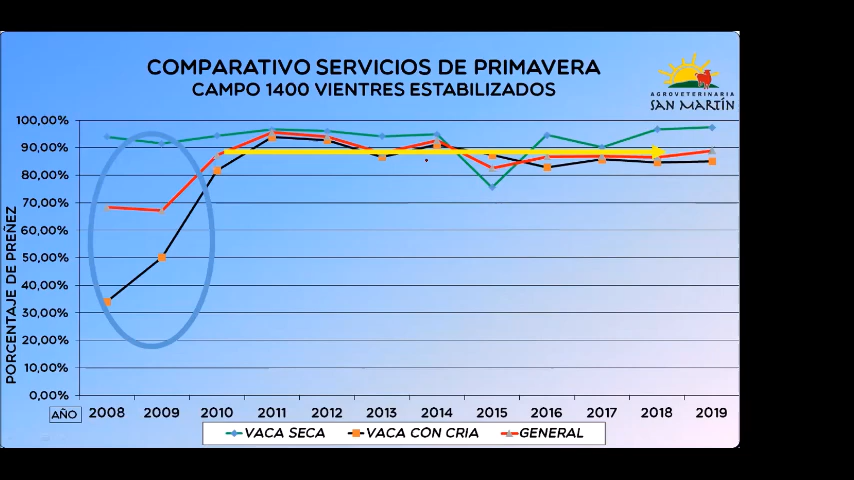 COMPARATIVO SERVICIOS DE PRIMAVERA
CAMPO 1400 VIENTRES ESTABILIZADOS
AGROVETERINARIA
SAN MARTÍN
PORCENTAJE DE PREÑEZ
100,00%
90,00%
80,00%
70,00%
60,00%
50,00%
40,00%
30,00%
20,00%
10,00%
0,00%
AÑO 2008 2009 2010 2011 2012 2013 2014 2015 2016 2017 2018 2019
VACA SECA VACA CON CRIA GENERAL